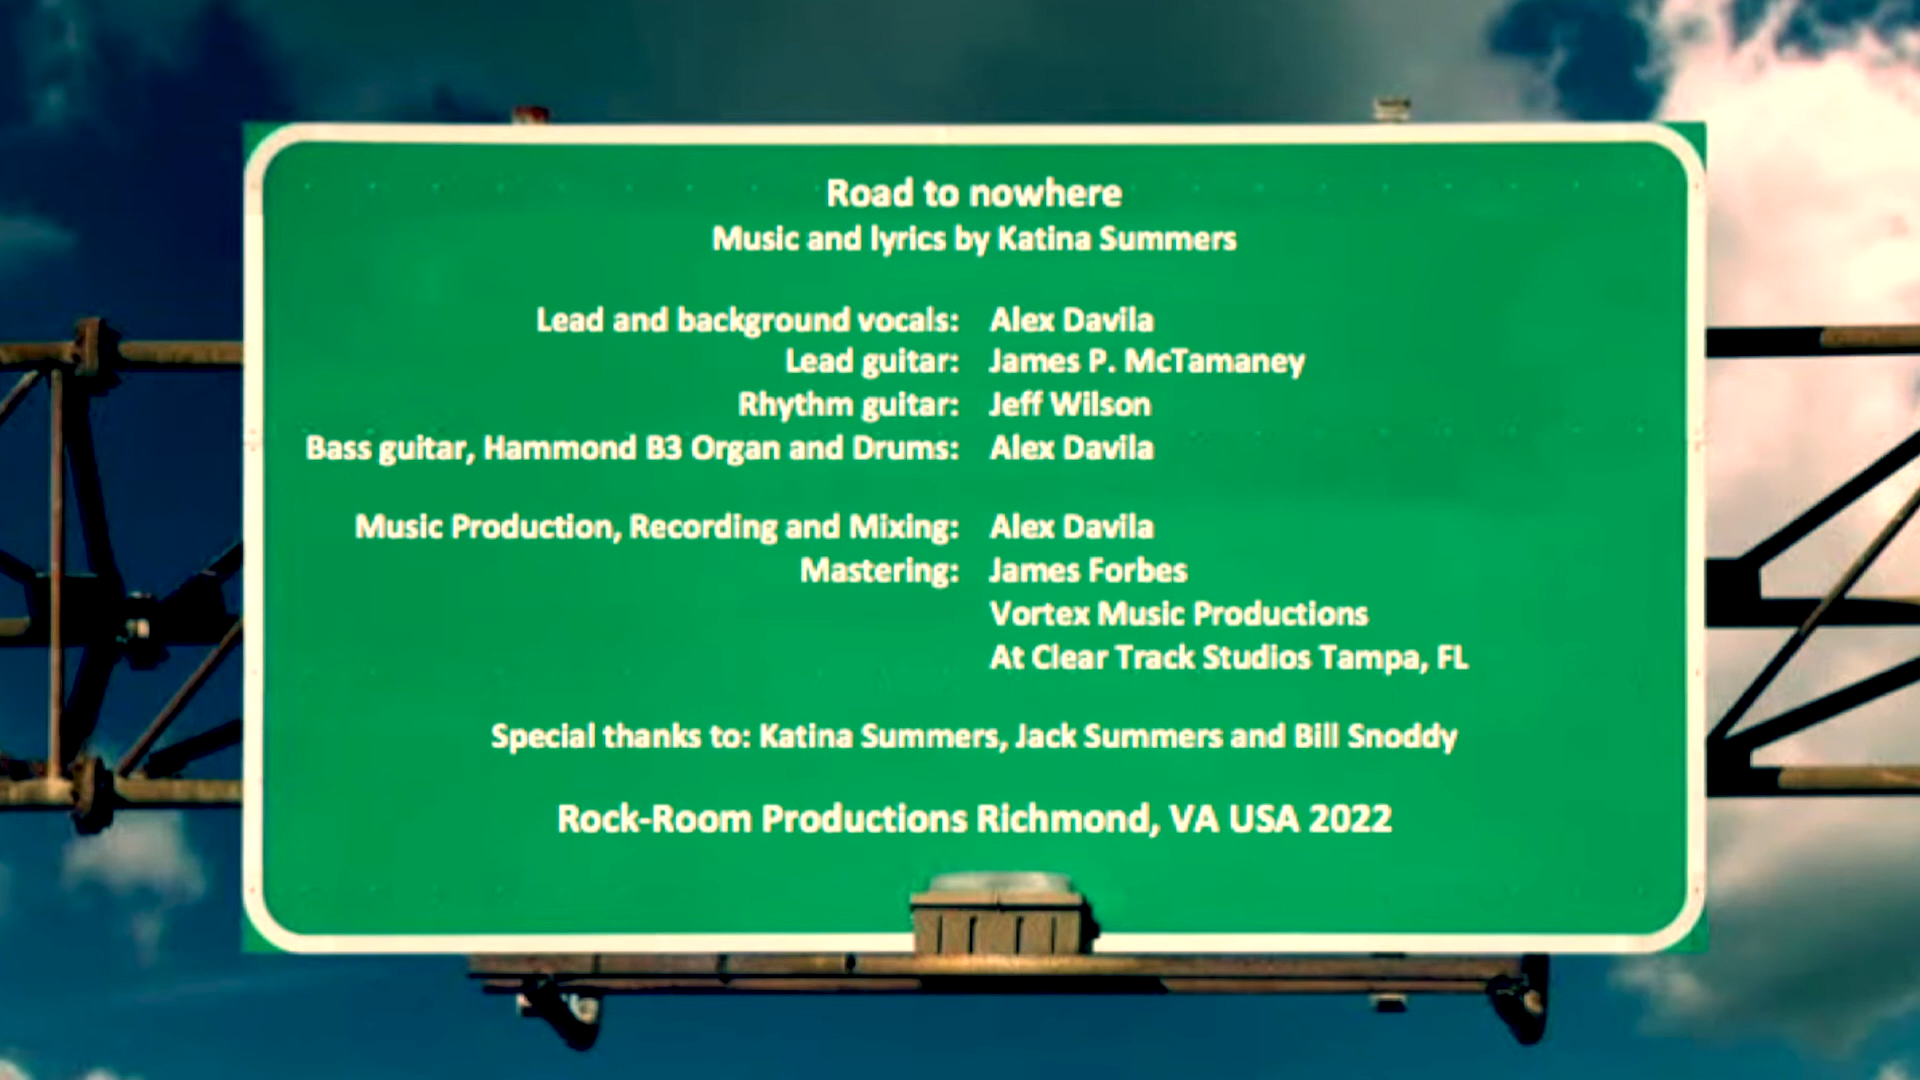 Road to nowhere
Music and lyrics by Katina Summers
Lead and background vocals: Alex Davila
Lead guitar: James P. McTamaney
Rhythm guitar: Jeff Wilson
Bass guitar, Hammond B3 Organ and Drums: Alex Davila
Music Production, Recording and Mixing: Alex Davila
Mastering: James Forbes
Vortex Music Productions
At Clear Track Studios Tampa, FL
Special thanks to: Katina Summers, Jack Summers and Bill Snoddy
Rock-Room Productions Richmond, VA USA 2022